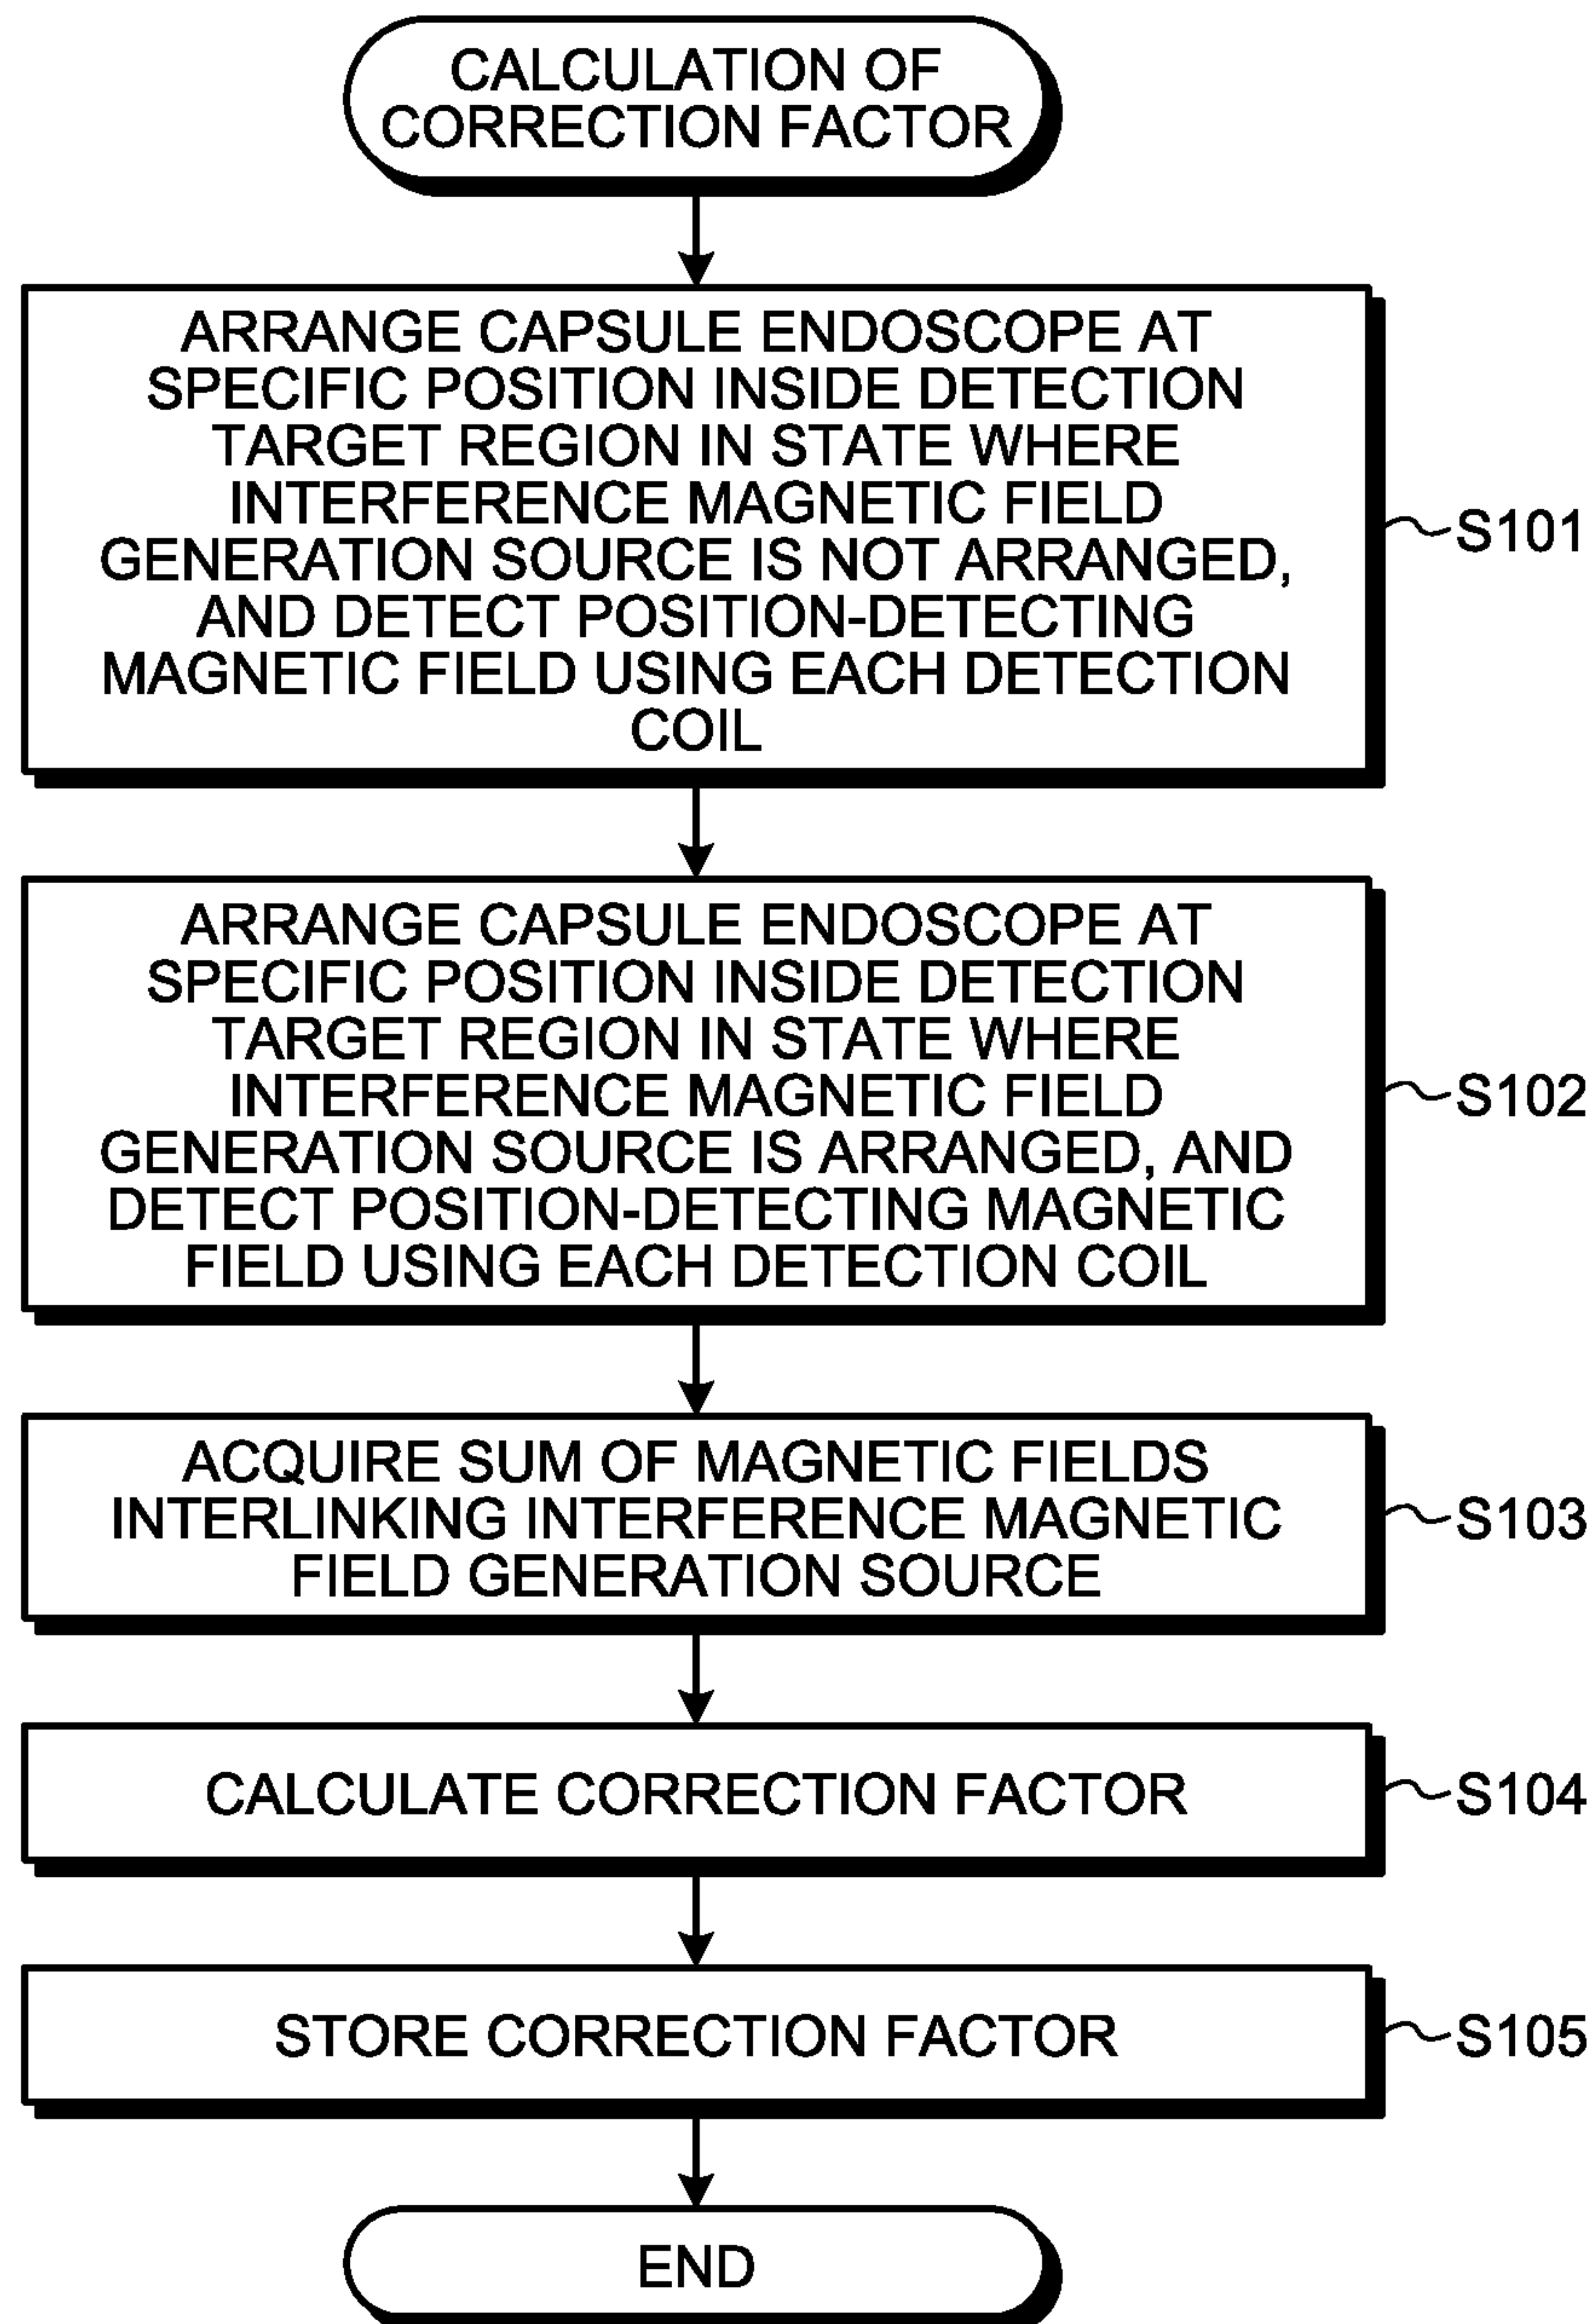 CALCULATION OF
CORRECTION FACTOR
ARRANGE CAPSULE ENDOSCOPE AT
SPECIFIC POSITION INSIDE DETECTION
TARGET REGION IN STATE WHERE
INTERFERENCE MAGNETIC FIELD
GENERATION SOURCE IS NOT ARRANGED,
AND DETECT POSITION-DETECTING
MAGNETIC FIELD USING EACH DETECTION
COIL
S101
ARRANGE CAPSULE ENDOSCOPE AT
SPECIFIC POSITION INSIDE DETECTION
TARGET REGION IN STATE WHERE
INTERFERENCE MAGNETIC FIELD
GENERATION SOURCE IS ARRANGED, AND
DETECT POSITION-DETECTING MAGNETIC
FIELD USING EACH DETECTION COIL
S102
ACQUIRE SUM OF MAGNETIC FIELDS
INTERLINKING INTERFERENCE MAGNETIC
FIELD GENERATION SOURCE
S103
CALCULATE CORRECTION FACTOR
S104
STORE CORRECTION FACTOR
S105
END